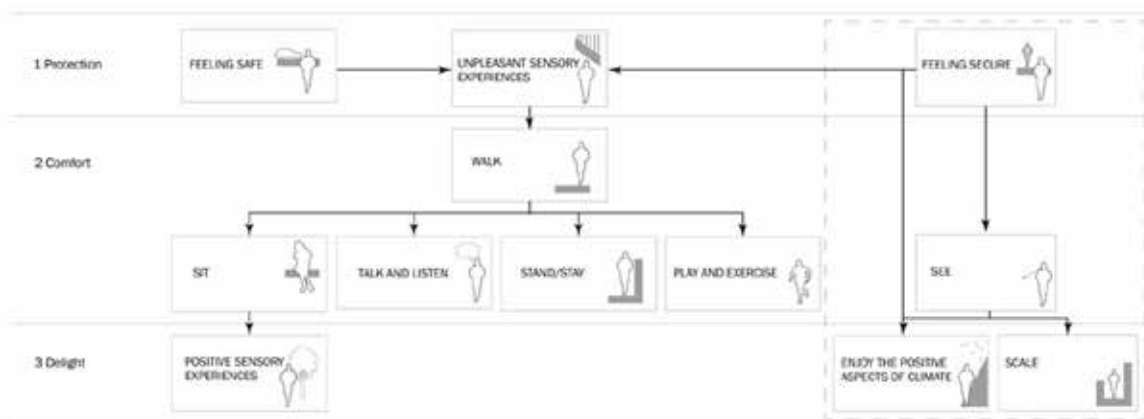 1 Protection
FEELING SAFE
UNPLEASANT SENSORY
EXPERIENCES
FEELING SECURE
2 Comfort
WALK
SIT
TALK AND LISTEN
STAND/STAY
PLAY AND EXERCISE
SEE
3 Delight
POSITIVE SENSORY
EXPERIENCES
ENJOY THE POSITIVE
ASPECTS OF CLIMATE
SCALE